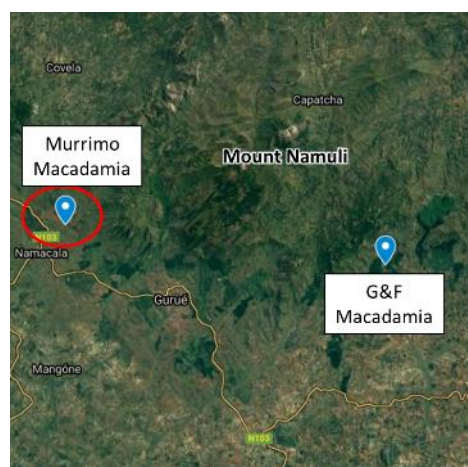 Covela
Capatcha
Murrimo
Macadamia
Mount Namuli
N103
Namacala
G&F
Macadamia
Gurué
Mangóne
N103